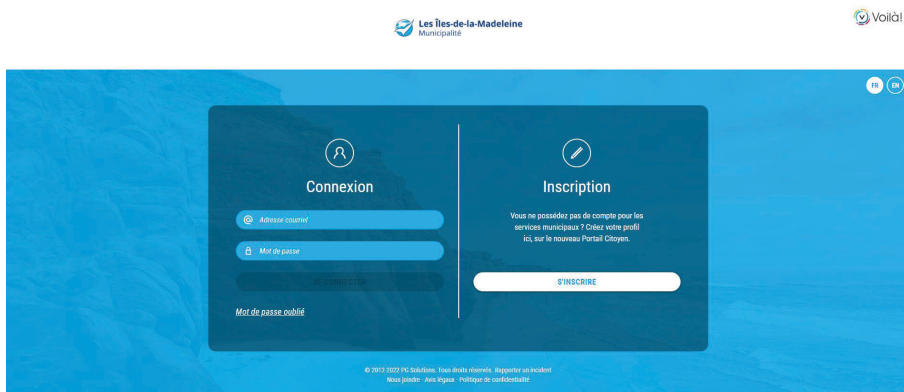 Les Îles-de-la-Madeleine
Municipalité
Voilà!
FR EN
Connexion
Adresse courriel
Mot de passe
SE CONNECTER
Mot de passe oublié
Inscription
Vous ne possédez pas de compte pour les
services municipaux ? Créez votre profil
ici, sur le nouveau Portail Citoyen.
S'INSCRIRE
© 2012-2022 PG Solutions. Tous droits réservés. Rapporter un incident
Nous joindre - Avis légaux - Politique de confidentialité